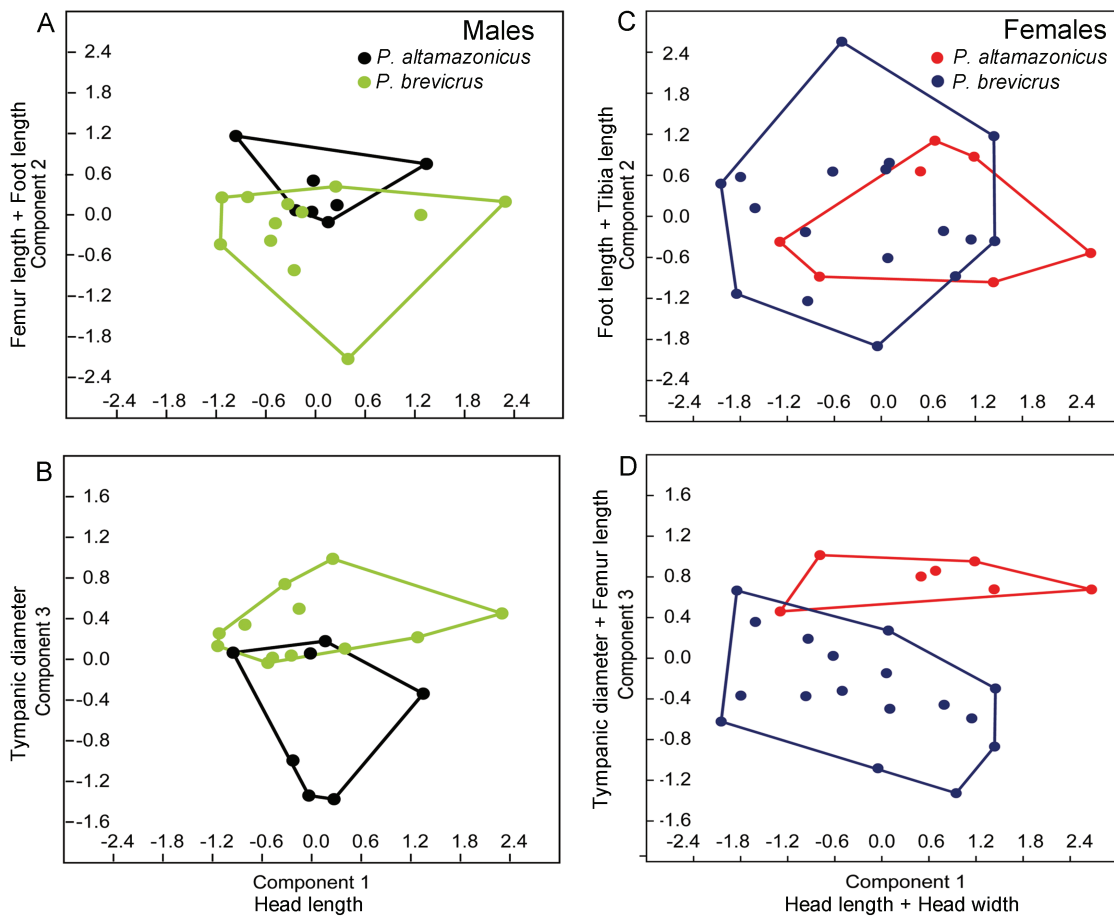 A
Males
P. altamazonicus
P. brevicrus
Femur length + Foot length
Component 2
2.4
1.8
1.2
0.6
0.0
-0.6
-1.2
-1.8
-2.4
-2.4 -1.8 -1.2 -0.6 0.0 0.6 1.2 1.8 2.4
C
Females
P. altamazonicus
P. brevicrus
Foot length + Tibia length
Component 2
2.4
1.8
1.2
0.6
0.0
-0.6
-1.2
-1.8
-2.4
-2.4 -1.8 -1.2 -0.6 0.0 0.6 1.2 1.8 2.4
B
Tympanic diameter
Component 3
1.6
1.2
0.8
0.4
0.0
-0.4
-0.8
-1.2
-1.6
-2.4 -1.8 -1.2 -0.6 0.0 0.6 1.2 1.8 2.4
Component 1
Head length
D
Tympanic diameter + Femur length
Component 3
1.6
1.2
0.8
0.4
0.0
-0.4
-0.8
-1.2
-1.6
-2.4 -1.8 -1.2 -0.6 0.0 0.6 1.2 1.8 2.4
Component 1
Head length + Head width